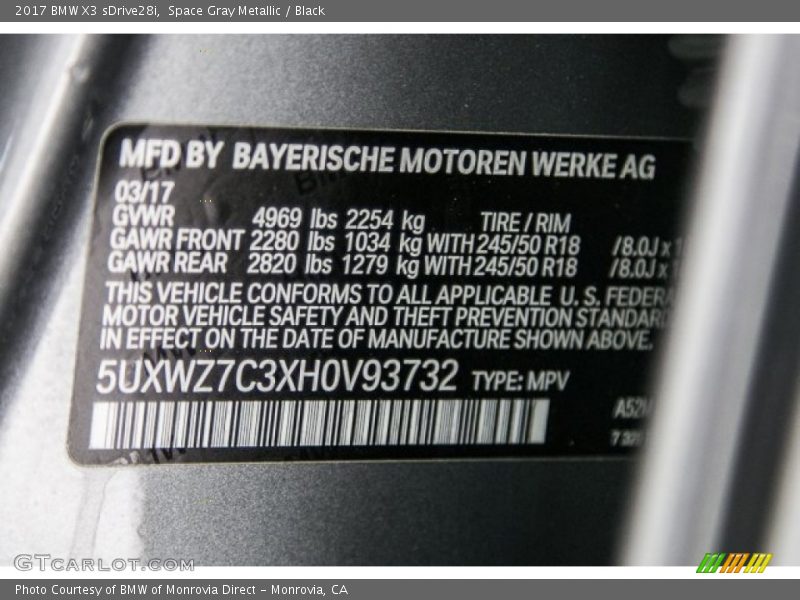 2017 BMW X3 sDrive28i, Space Gray Metallic / Black
MFD BY BAYERISCHE MOTOREN WERKE AG
03/17
GVWR 4969 lbs 2254 kg TIRE / RIM
GAWR FRONT 2280 lbs 1034 kg WITH 245/50 R18 /8.0J x
GAWR REAR 2820 lbs 1279 kg WITH 245/50 R18 /8.0J x
THIS VEHICLE CONFORMS TO ALL APPLICABLE U. S. FEDERA
MOTOR VEHICLE SAFETY AND THEFT PREVENTION STANDAR
IN EFFECT ON THE DATE OF MANUFACTURE SHOWN ABOVE.
5UXWZ7C3XH0V93732 TYPE: MPV
GTCARLOT.COM
Photo Courtesy of BMW of Monrovia Direct – Monrovia, CA